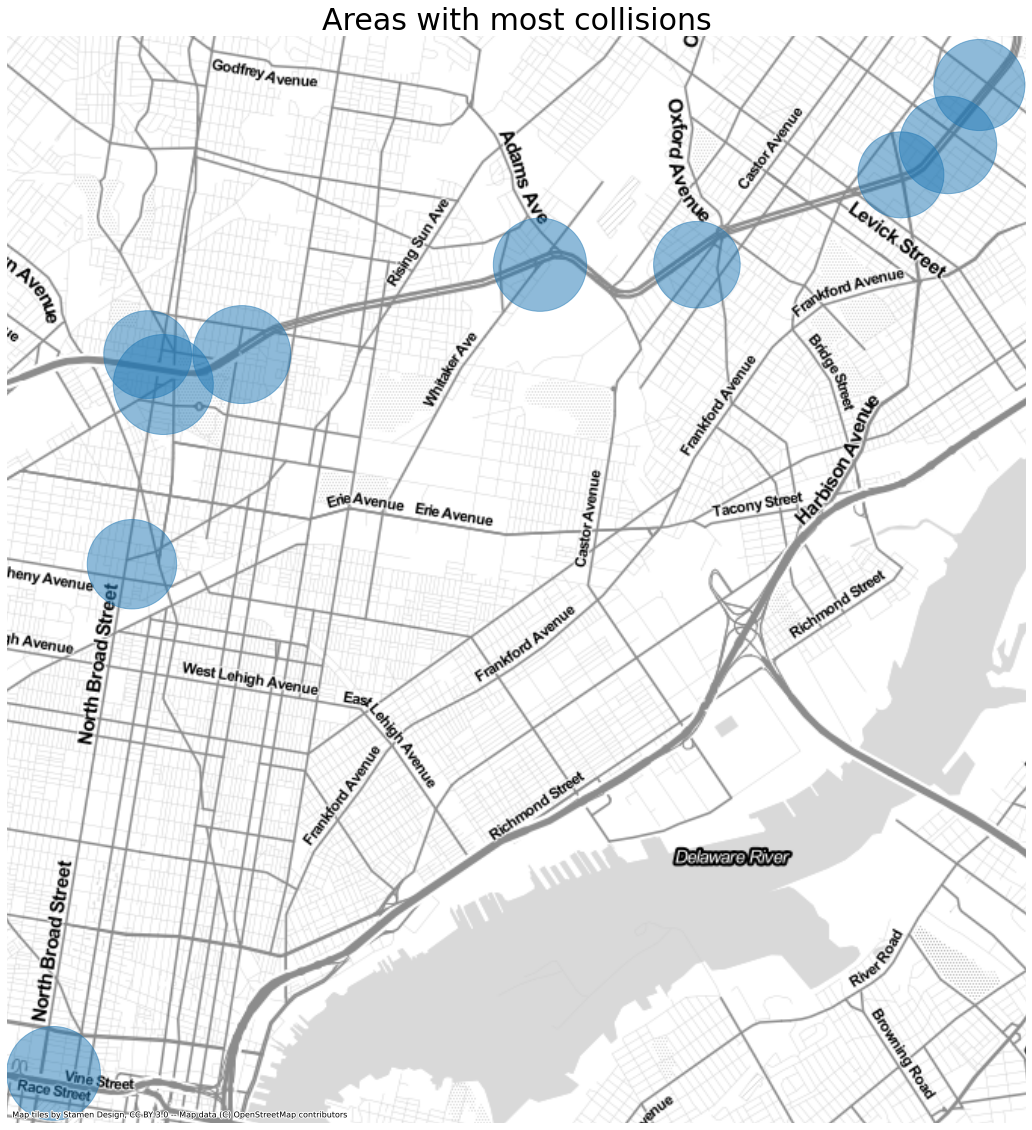 Areas with most collisions
Godfrey Avenue
Adams Ave
Oxford Avenue
Castor Avenue
Rising Sun Ave
Levick Street
Frankford Avenue
Whitaker Ave
Bridge Street
Frankford Avenue
Harbison Avenue
Erie Avenue
Erie Avenue
Tacony Street
Castor Avenue
Richmond Street
North Broad Street
Frankford Avenue
West Lehigh Avenue
East Lehigh Avenue
Frankford Avenue
Richmond Street
Delaware River
North Broad Street
River Road
Browning Road
Vine Street
Race Street
Map tiles by Stamen Design, CC-BY 3.0 -- Map data (C) OpenStreetMap contributors